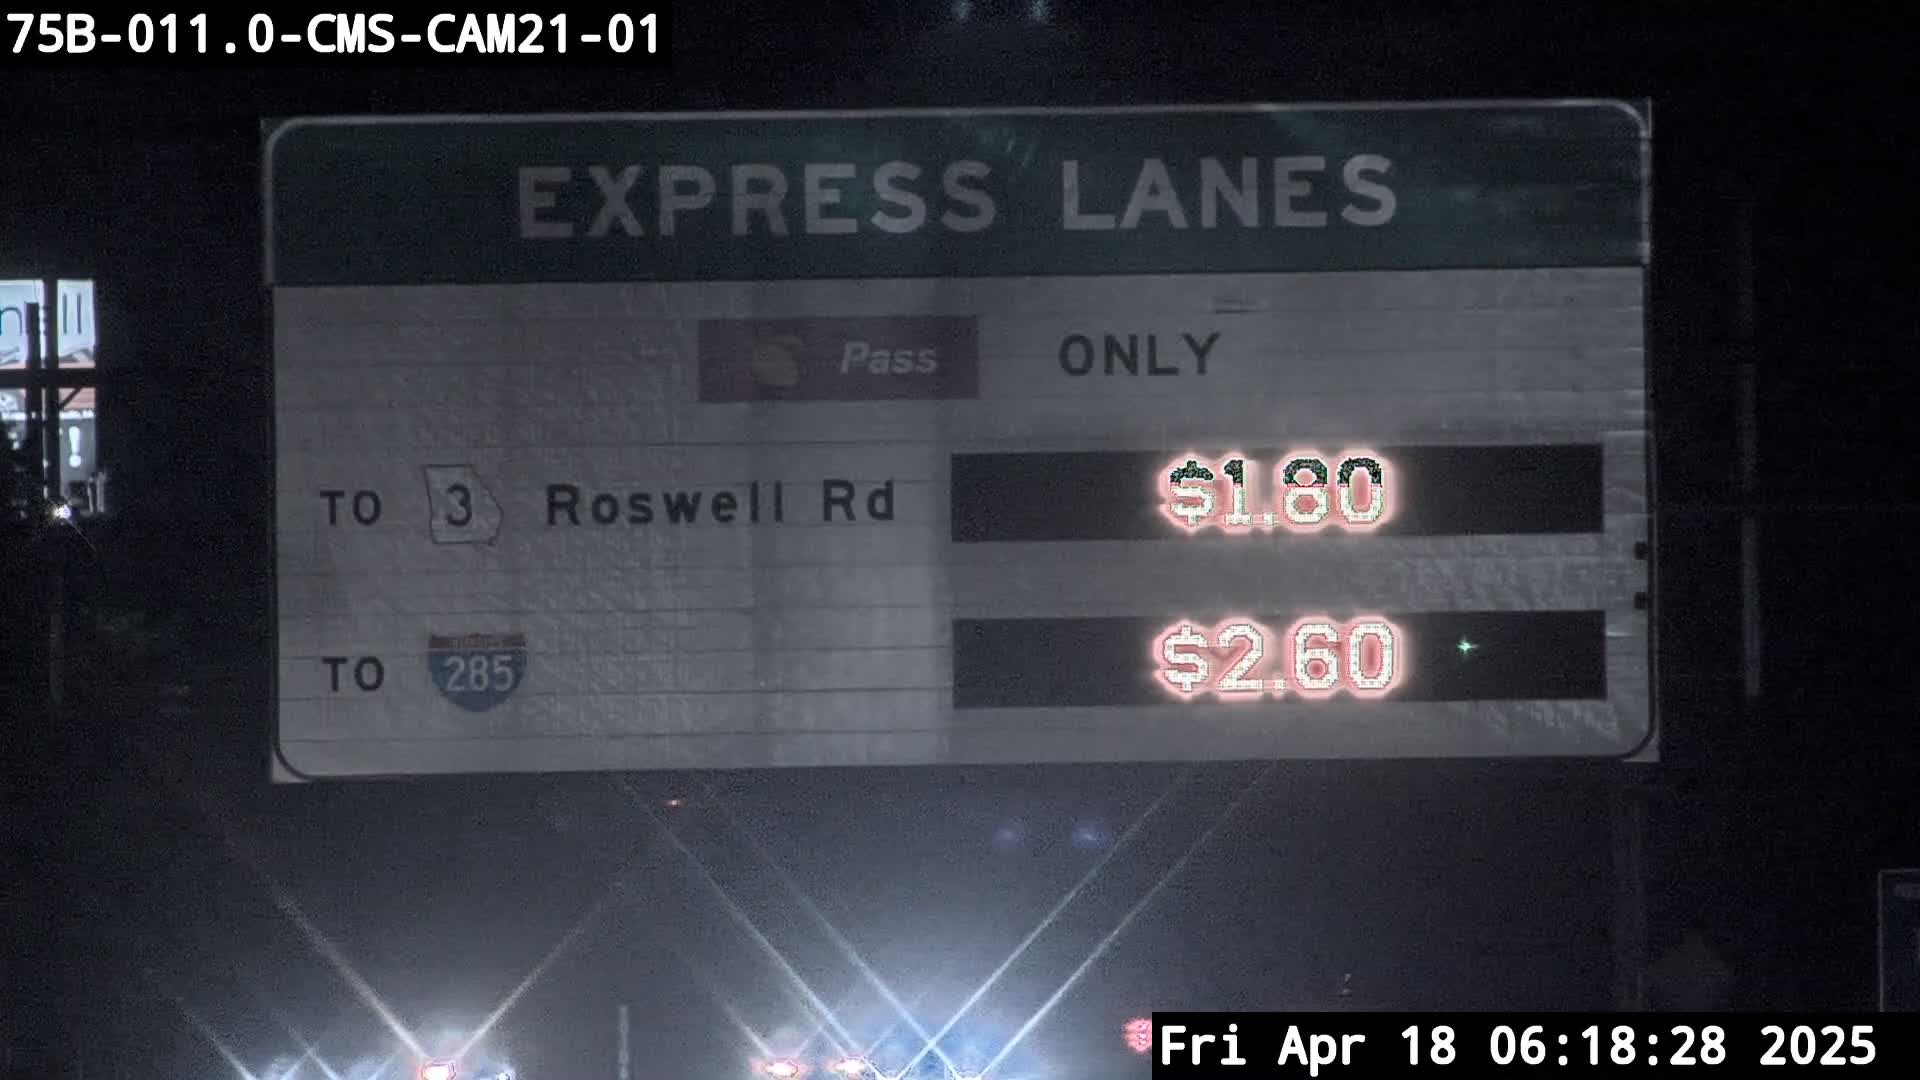 75B-011.0-CMS-CAM21-01
EXPRESS LANES
Pass ONLY
TO 3 Roswell Rd $1.80
TO 285 $2.60
Fri Apr 18 06:18:28 2025